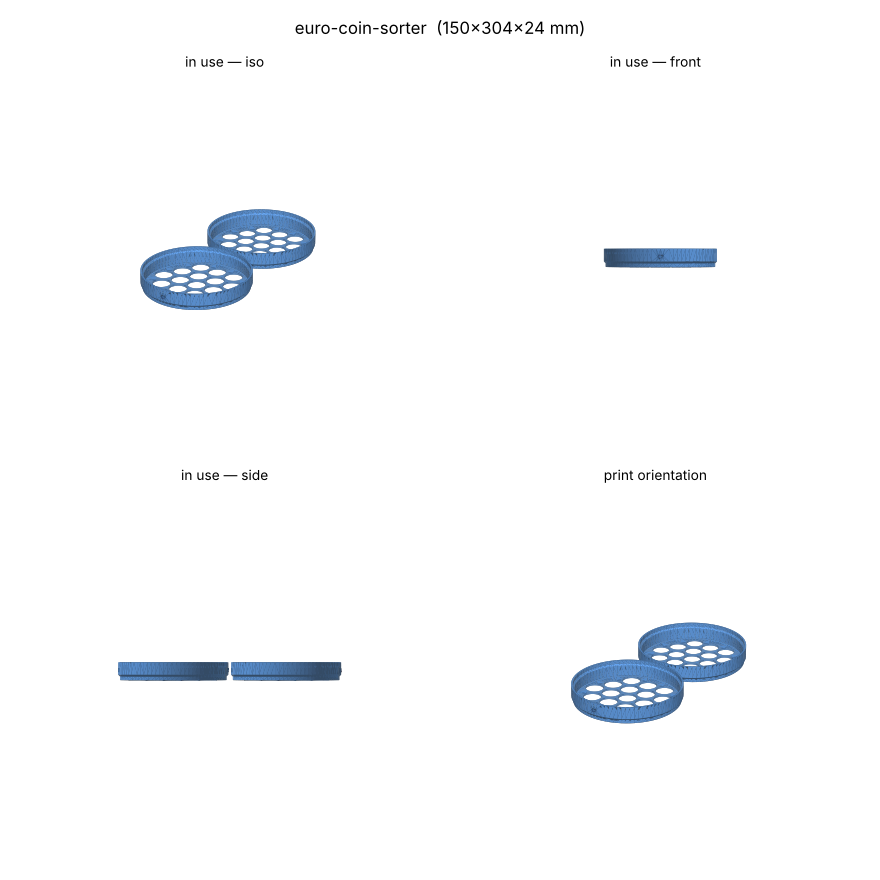 euro-coin-sorter (150×304×24 mm)
in use — iso
in use — front
in use — side
print orientation